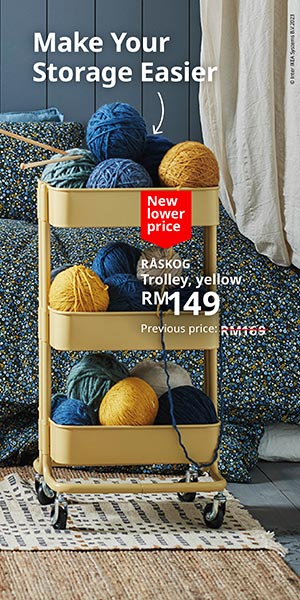 Make Your
Storage Easier
© Inter IKEA Systems B.V.2023
New
lower
price
RÅSKOG
Trolley, yellow
RM149
Previous price: RM169